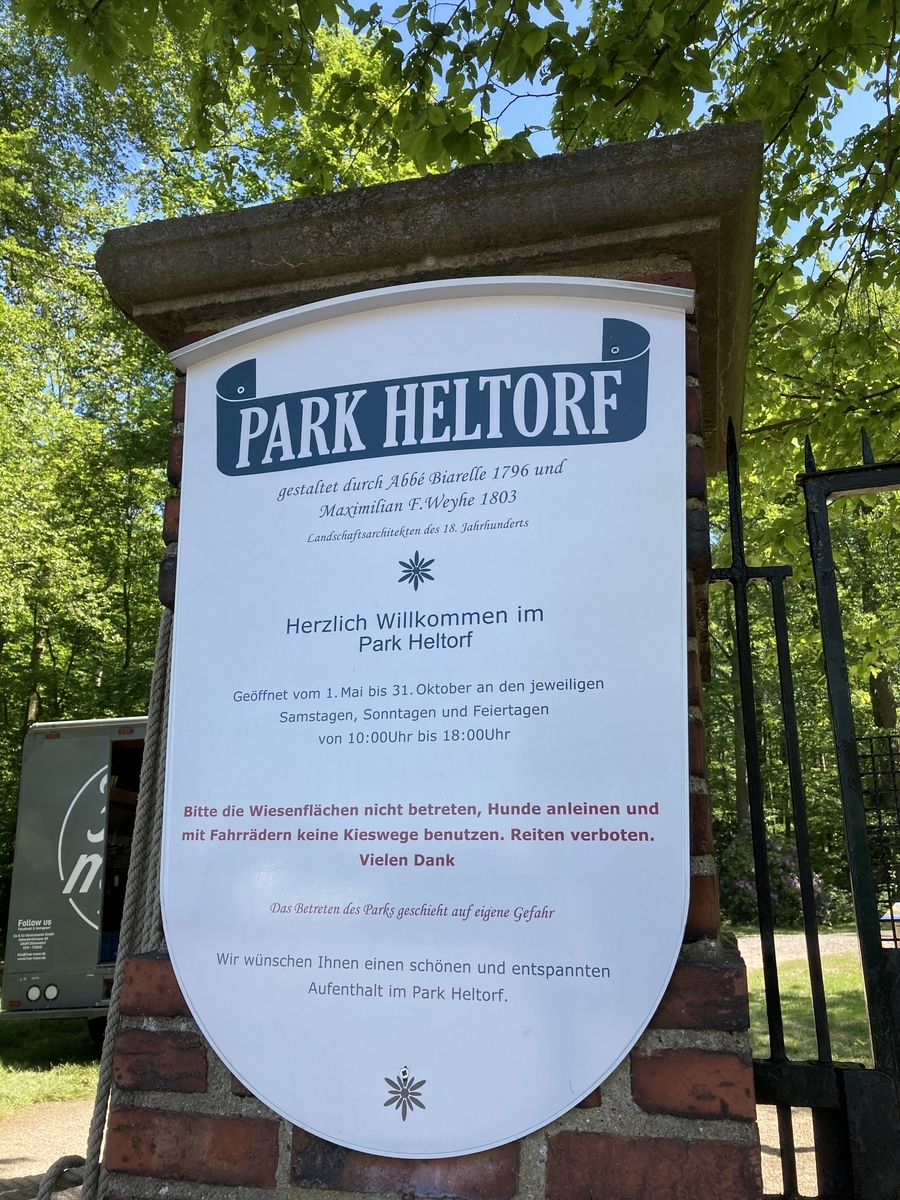 PARK HELTORF
gestaltet durch Abbé Biarelle 1796 und
Maximilian F. Weyhe 1803
Landschaftsarchitekten des 18. Jahrhunderts
Herzlich Willkommen im
Park Heltorf
Geöffnet vom 1. Mai bis 31. Oktober an den jeweiligen
Samstagen, Sonntagen und Feiertagen
von 10:00Uhr bis 18:00Uhr
Bitte die Wiesenflächen nicht betreten, Hunde anleinen und
mit Fahrrädern keine Kieswege benutzen. Reiten verboten.
Vielen Dank
Das Betreten des Parks geschieht auf eigene Gefahr
Wir wünschen Ihnen einen schönen und entspannten
Aufenthalt im Park Heltorf.
Follow us
Facebook & Instagram